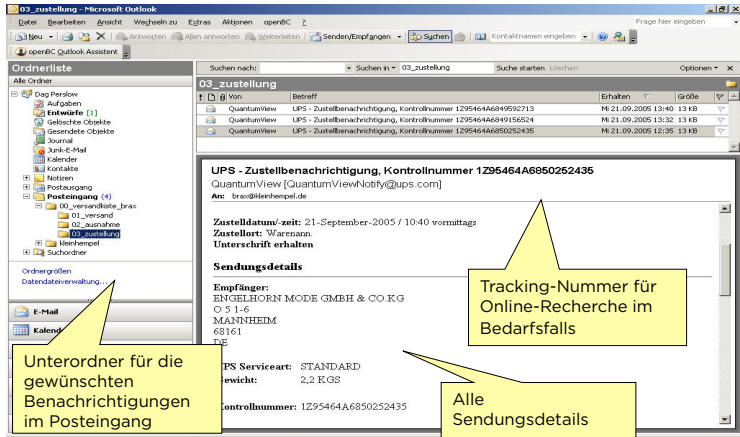 03_zustellung - Microsoft Outlook
Datei Bearbeiten Ansicht Wechseln zu Extras Aktionen openBC ? Frage hier eingeben
Neu Antworten Allen antworten Weiterleiten Senden/Empfangen Suchen Kontaktnamen eingeben
openBC Outlook Assistent
Ordnerliste
Alle Ordner
Dag Perslow
Aufgaben
Entwürfe [1]
Gelöschte Objekte
Gesendete Objekte
Journal
Junk-E-Mail
Kalender
Kontakte
Notizen
Postausgang
Posteingang (4)
00_versandkiste_brax
01_versand
02_ausnahme
03_zustellung
kleinhempel
Suchordner
Ordnergrößen
Datendateiverwaltung...
E-Mail
Kalend
Suchen nach: Suchen in 03_zustellung Suche starten Löschen Optionen
03_zustellung
Von Betreff Erhalten Größe
QuantumView UPS - Zustellbenachrichtigung, Kontrollnummer 1Z95464A6849592713 Mi 21.09.2005 13:40 13 KB
QuantumView UPS - Zustellbenachrichtigung, Kontrollnummer 1Z95464A6849156524 Mi 21.09.2005 13:32 13 KB
QuantumView UPS - Zustellbenachrichtigung, Kontrollnummer 1Z95464A6850252435 Mi 21.09.2005 12:35 13 KB
UPS - Zustellbenachrichtigung, Kontrollnummer 1Z95464A6850252435
QuantumView [QuantumViewNotify@ups.com]
An: brax@kleinhempel.de
Zustelldatum/-zeit: 21-September-2005 / 10:40 vormittags
Zustellort: Warenann.
Unterschrift erhalten
Sendungsdetails
Empfänger:
ENGELHORN MODE GMBH & CO.KG
O 5 1-6
MANNHEIM
68161
DE
UPS Serviceart: STANDARD
Gewicht: 2,2 KGS
Kontrollnummer: 1Z95464A6850252435
Tracking-Nummer für
Online-Recherche im
Bedarfsfalls
Unterordner für die
gewünschten
Benachrichtigungen
im Posteingang
Alle
Sendungsdetails